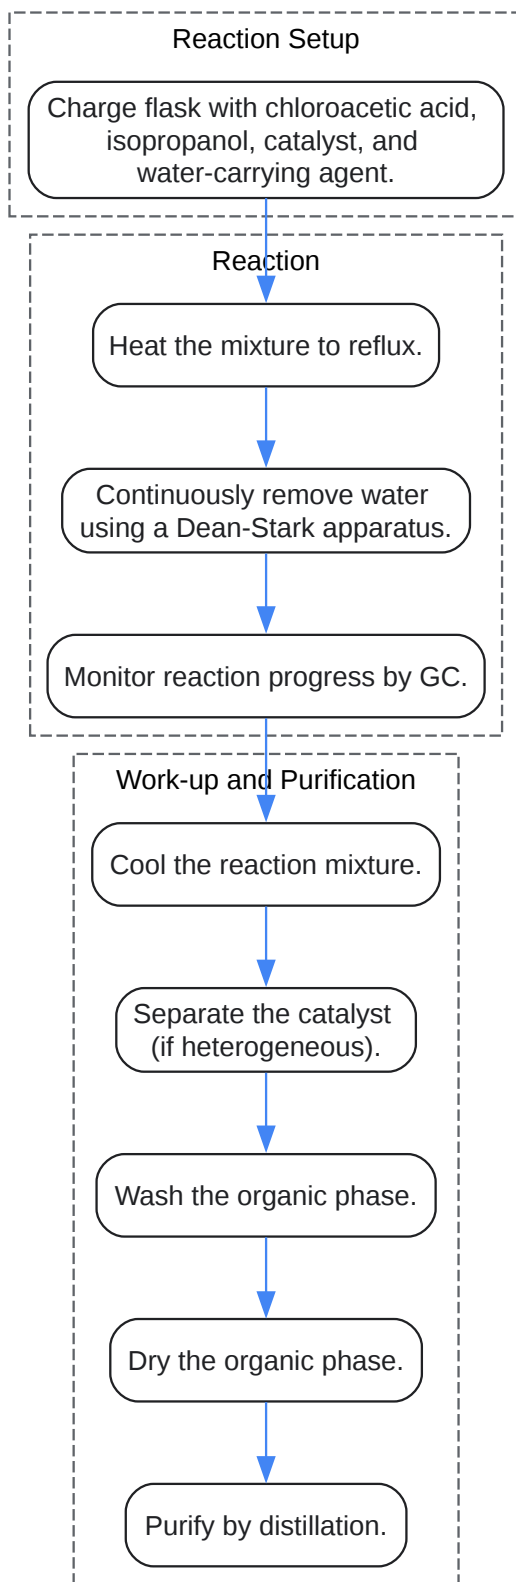 Reaction Setup
Charge flask with chloroacetic acid,
isopropanol, catalyst, and
water-carrying agent.
Reaction
Heat the mixture to reflux.
Continuously remove water
using a Dean-Stark apparatus.
Monitor reaction progress by GC.
Work-up and Purification
Cool the reaction mixture.
Separate the catalyst
(if heterogeneous).
Wash the organic phase.
Dry the organic phase.
Purify by distillation.